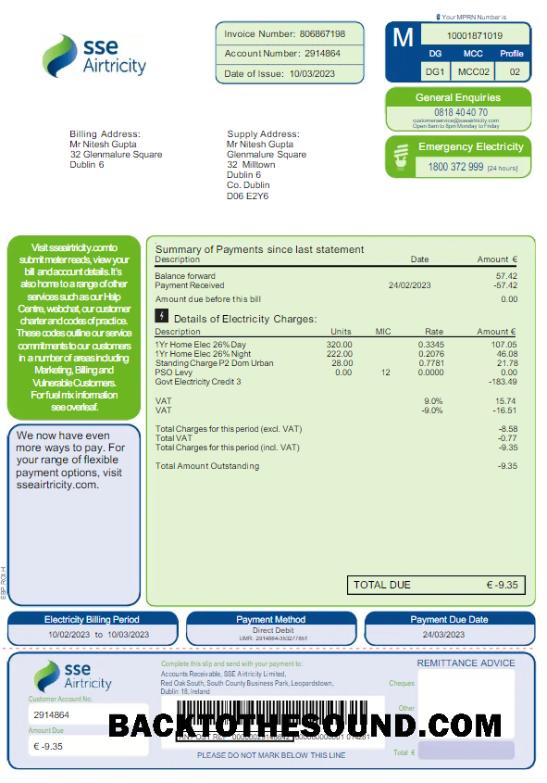 Your MPRN Number is
sse
Airtricity
Invoice Number: 806867198
Account Number: 2914864
Date of Issue: 10/03/2023
M
10001871019
DG MCC Profile
DG1 MCC02 02
General Enquiries
0818 40 40 70
customerservice@sseairtricity.com
Open 8am to 8pm Monday to Friday
Emergency Electricity
1800 372 999 (24 hours)
Billing Address:
Mr Nitesh Gupta
32 Glenmalure Square
Dublin 6
Supply Address:
Mr Nitesh Gupta
Glenmalure Square
32 Milltown
Dublin 6
Co. Dublin
D06 E2Y6
Visit sseairtricity.com to
submit meter reads, view your
bill and account details. It's
also home to a range of other
services such as our Help
Centre, webchat, our customer
charter and codes of practice.
These codes outline our service
commitments to our customers
in a number of areas including
Marketing, Billing and
Vulnerable Customers.
For fuel mix information
see overleaf.
We now have even
more ways to pay. For
your range of flexible
payment options, visit
sseairtricity.com.
Summary of Payments since last statement
Description Date Amount €
Balance forward 57.42
Payment Received 24/02/2023 -57.42
Amount due before this bill 0.00
Details of Electricity Charges:
Description Units MIC Rate Amount €
1Yr Home Elec 26% Day 320.00 0.3345 107.05
1Yr Home Elec 26% Night 222.00 0.2076 46.08
Standing Charge P2 Dom Urban 28.00 0.7781 21.78
PSO Levy 0.00 12 0.0000 0.00
Govt Electricity Credit 3 -183.49
VAT 9.0% 15.74
VAT -9.0% -16.51
Total Charges for this period (excl. VAT) -8.58
Total VAT -0.77
Total Charges for this period (incl. VAT) -9.35
Total Amount Outstanding -9.35
TOTAL DUE € -9.35
Electricity Billing Period
10/02/2023 to 10/03/2023
Payment Method
Direct Debit
Payment Due Date
24/03/2023
sse
Airtricity
Customer Account No.
2914864
Amount Due
€ -9.35
Complete this slip and send with your payment to:
Accounts Receivable, SSE Airtricity Limited,
Red Oak South, South County Business Park, Leopardstown,
Dublin 18, Ireland
PLEASE DO NOT MARK BELOW THIS LINE
REMITTANCE ADVICE
Cheques
Other
Total €
BACKTOTHESOUND.COM